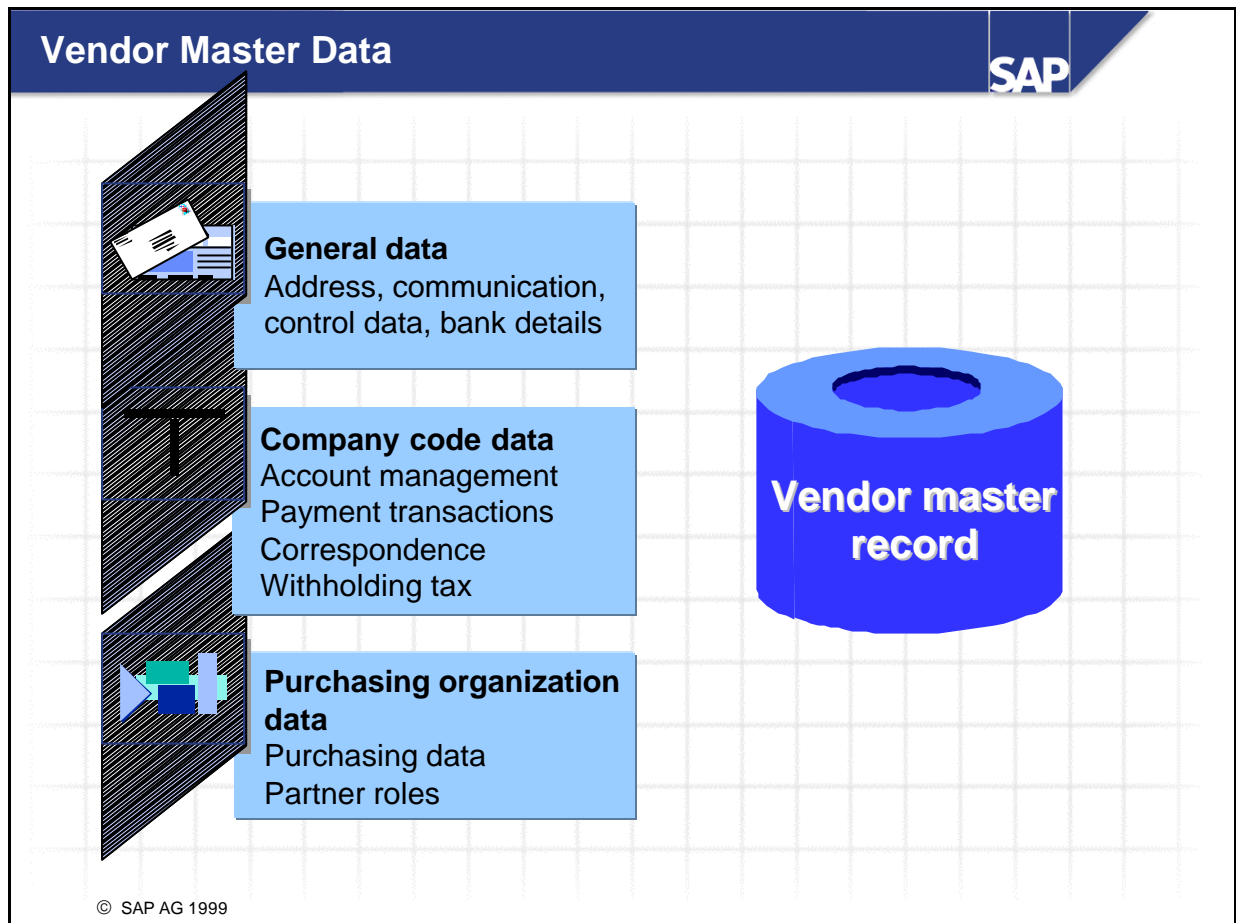 Vendor Master Data
SAP
General data
Address, communication,
control data, bank details
Company code data
Account management
Payment transactions
Correspondence
Withholding tax
Vendor master
record
Purchasing organization
data
Purchasing data
Partner roles
© SAP AG 1999